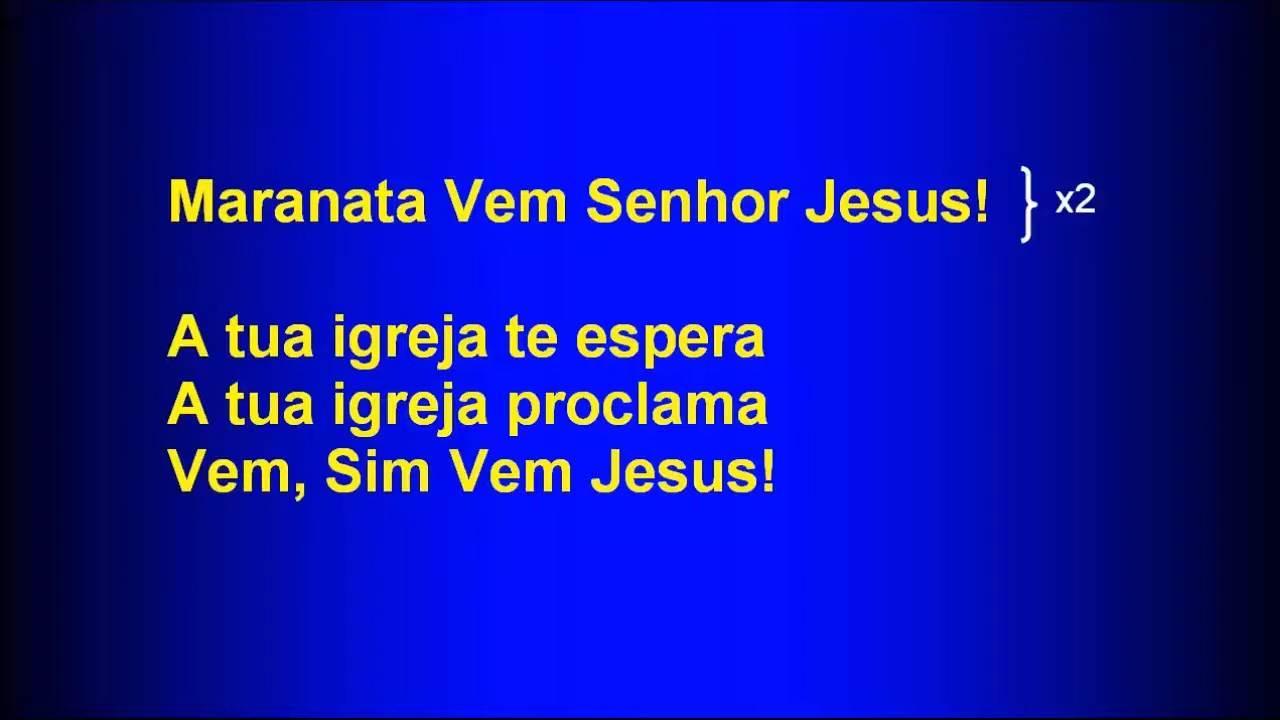 Maranata Vem Senhor Jesus! } x2
A tua igreja te espera
A tua igreja proclama
Vem, Sim Vem Jesus!